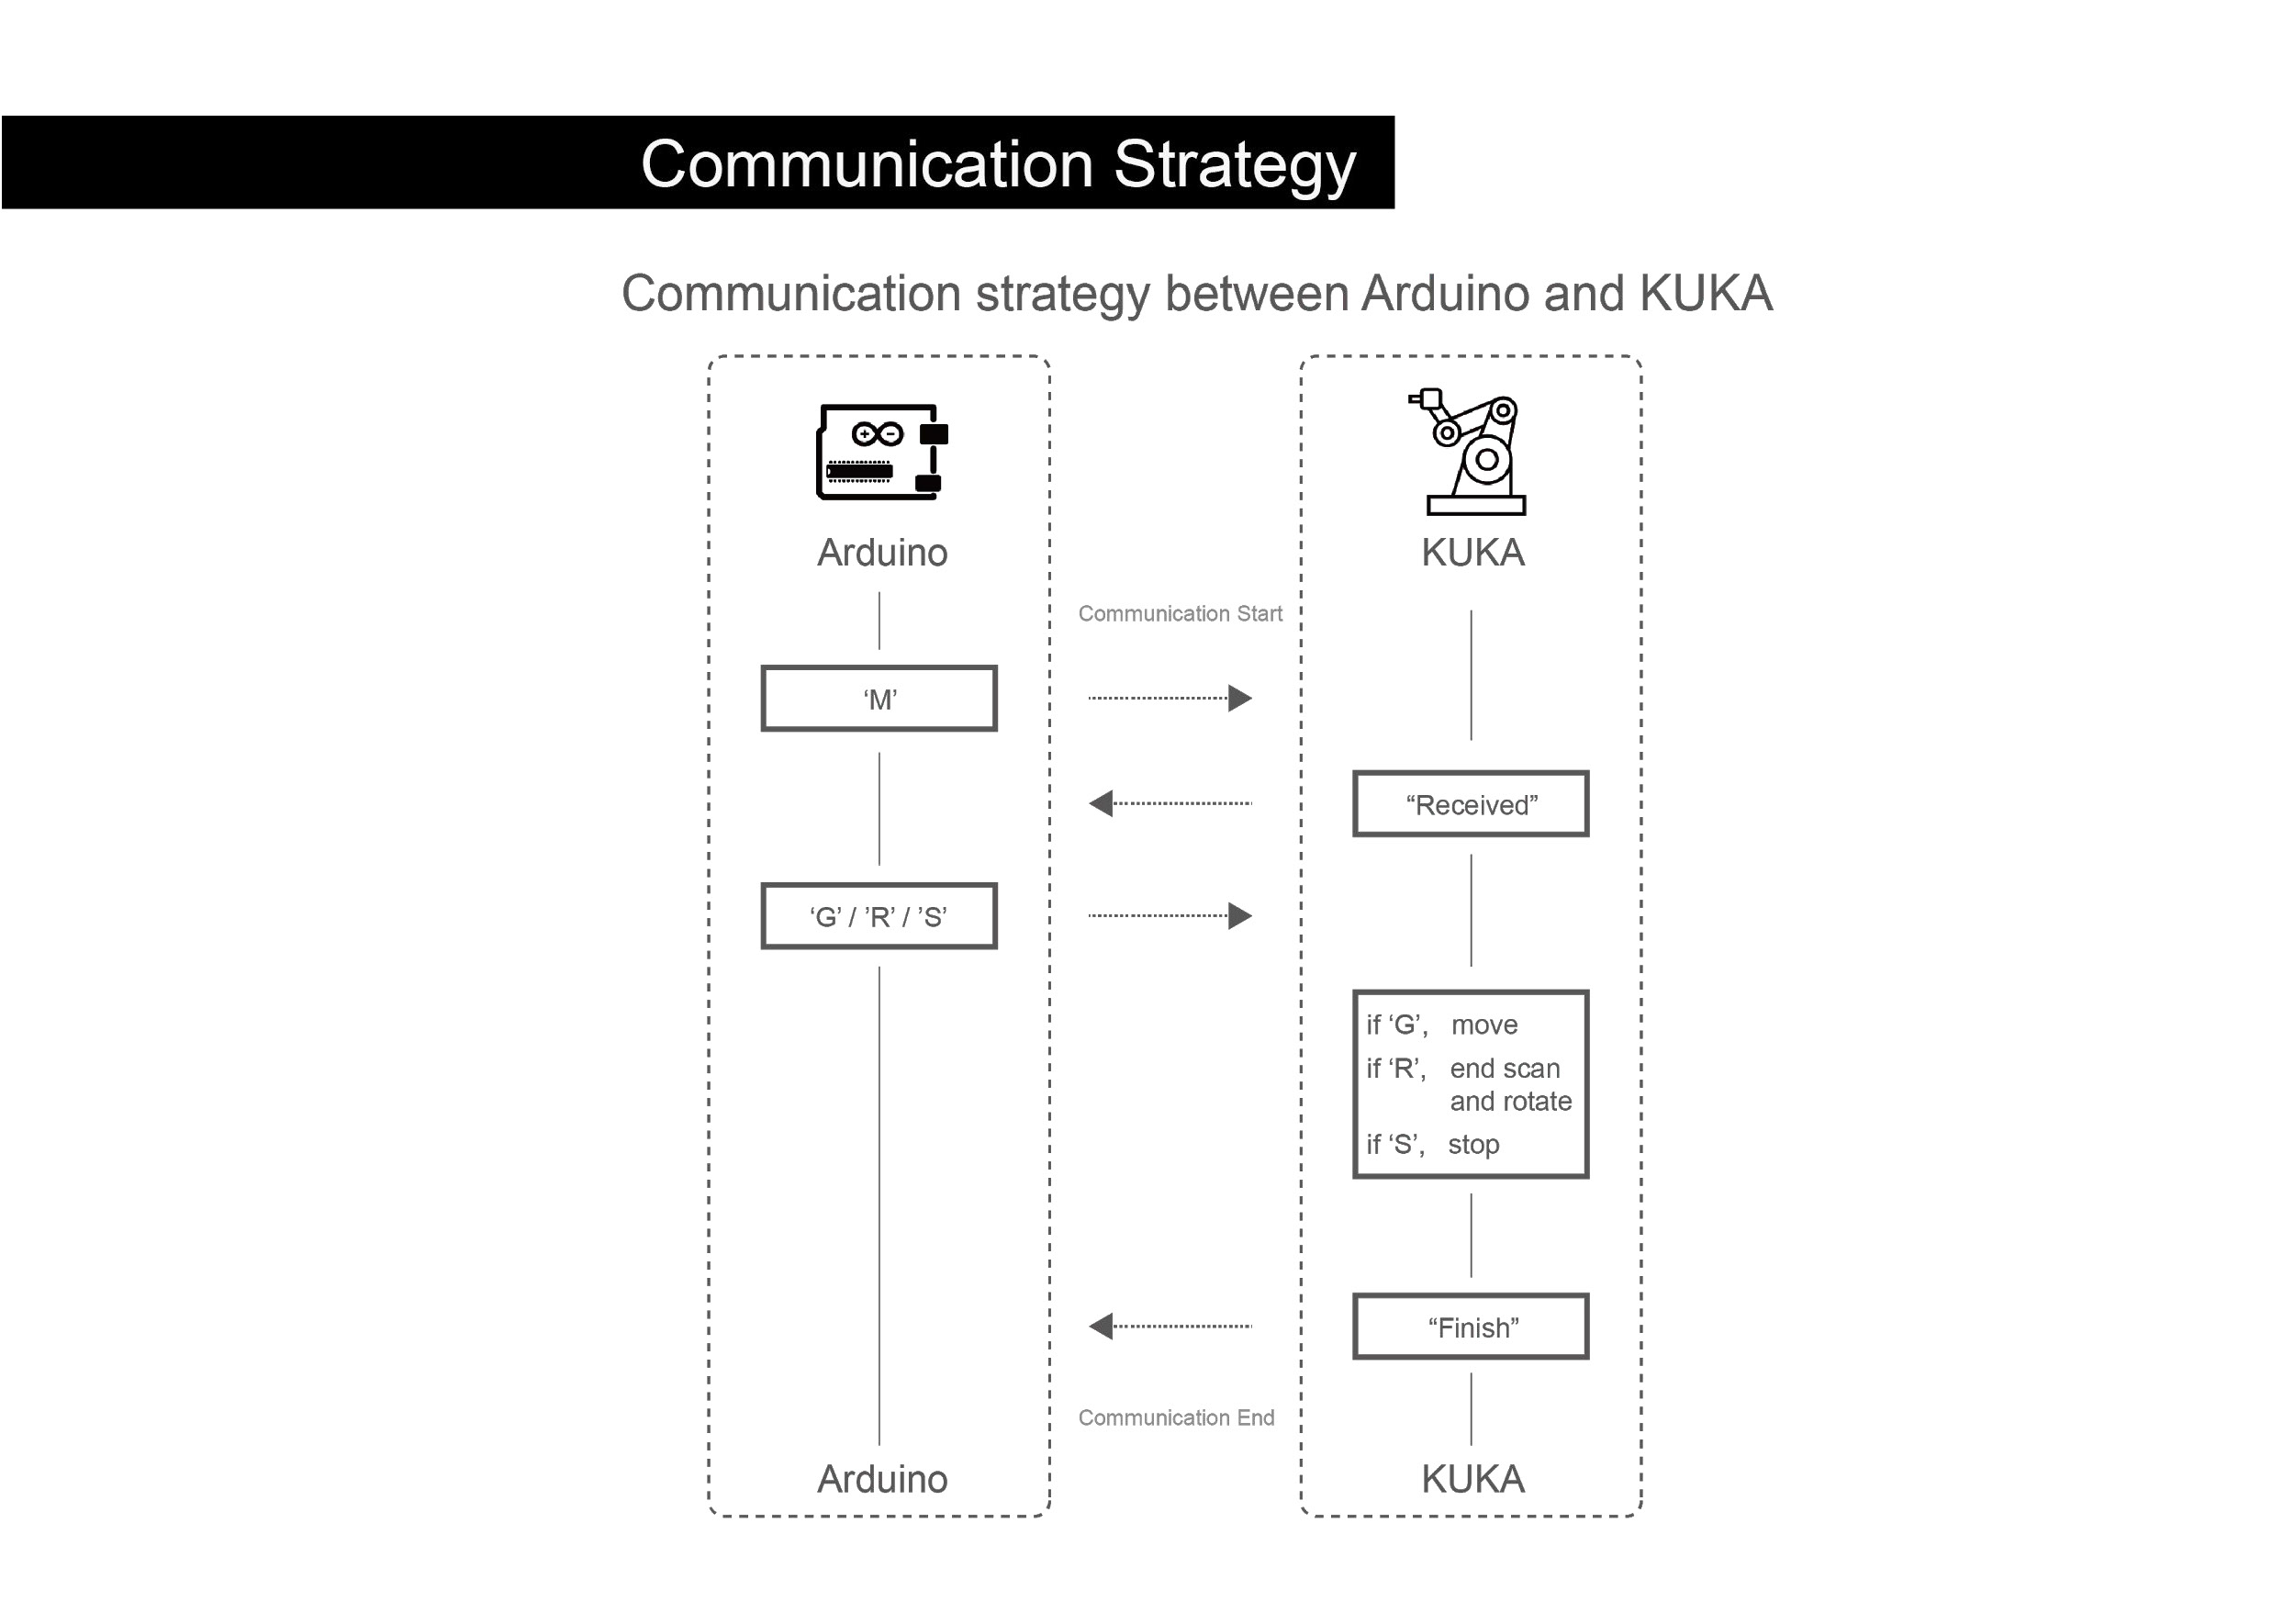 Communication Strategy
Communication strategy between Arduino and KUKA
Arduino
KUKA
Communication Start
‘M’
“Received”
‘G’ / ’R’ / ’S’
if ‘G’, move
if ‘R’, end scan
and rotate
if ‘S’, stop
“Finish”
Communication End
Arduino
KUKA